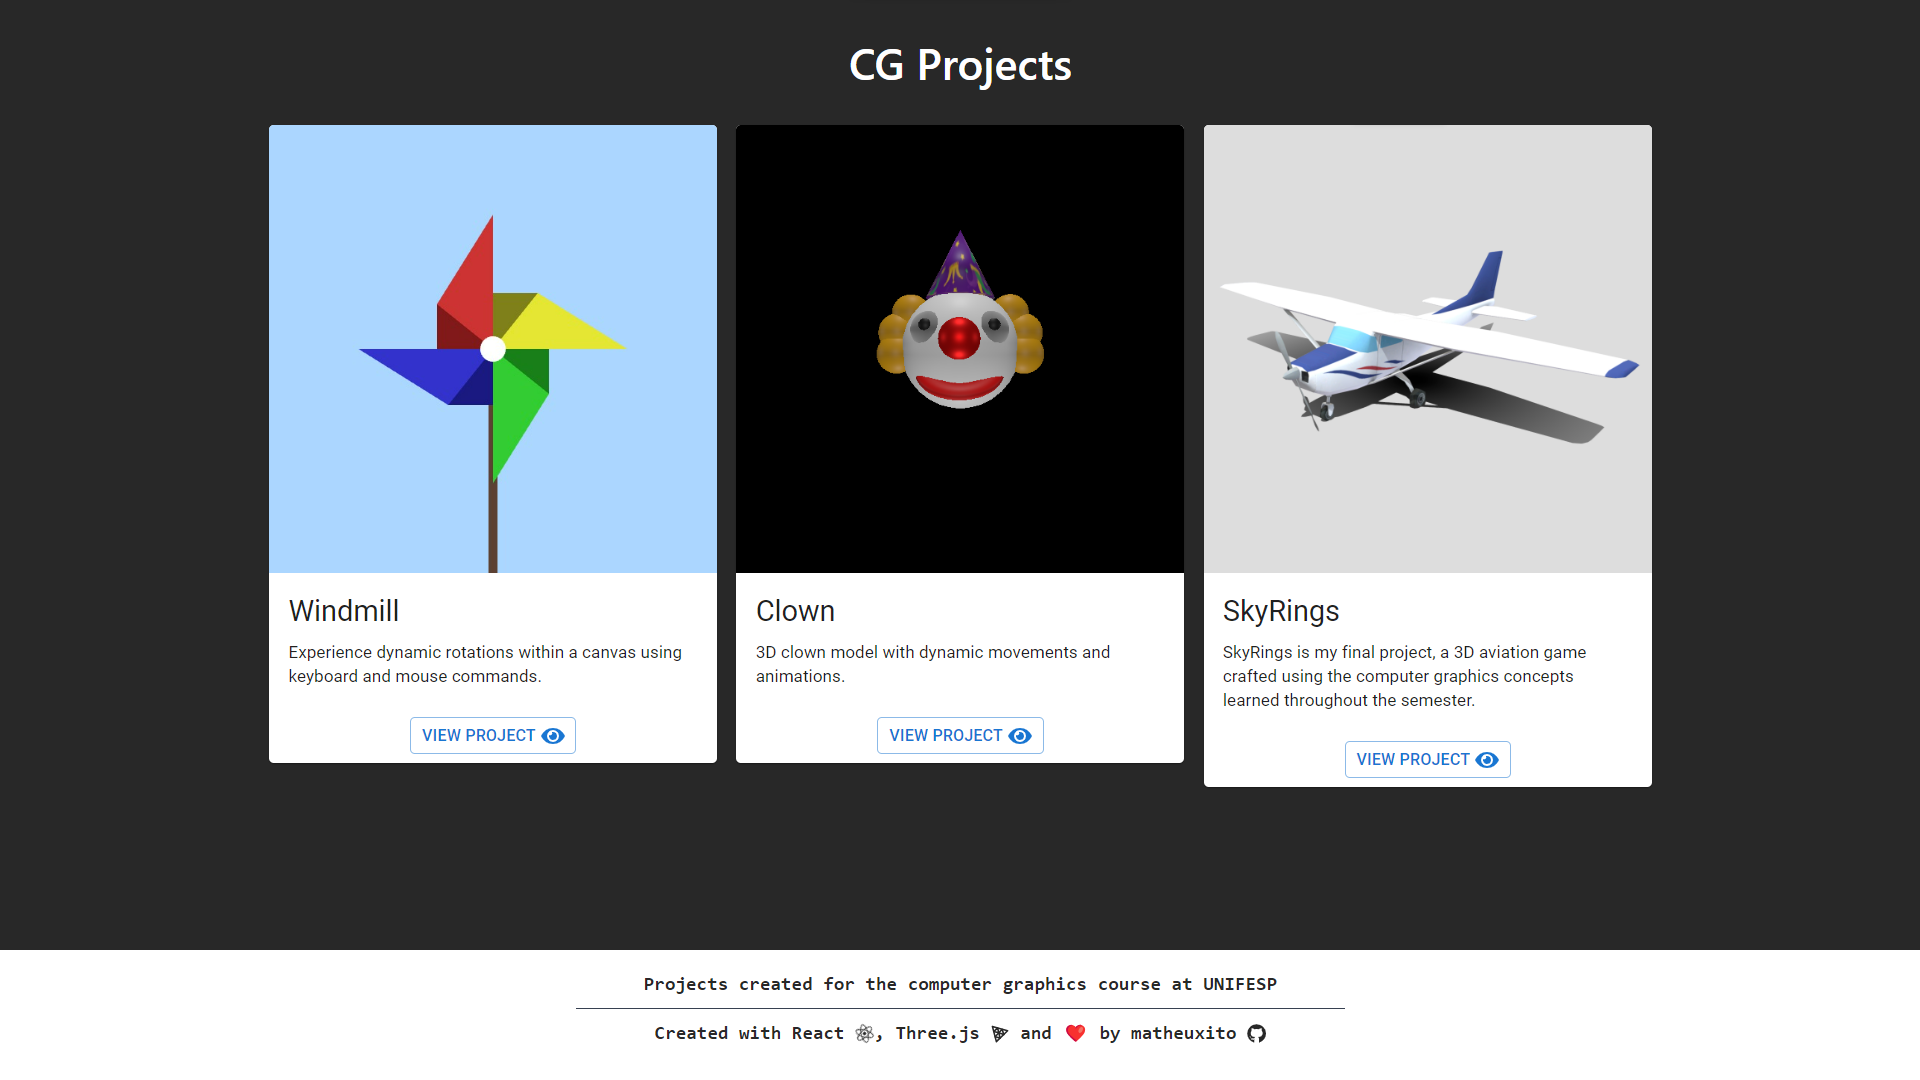 CG Projects
Windmill
Experience dynamic rotations within a canvas using
keyboard and mouse commands.
VIEW PROJECT
Clown
3D clown model with dynamic movements and
animations.
VIEW PROJECT
SkyRings
SkyRings is my final project, a 3D aviation game
crafted using the computer graphics concepts
learned throughout the semester.
VIEW PROJECT
Projects created for the computer graphics course at UNIFESP
Created with React , Three.js and ❤️ by matheuxito